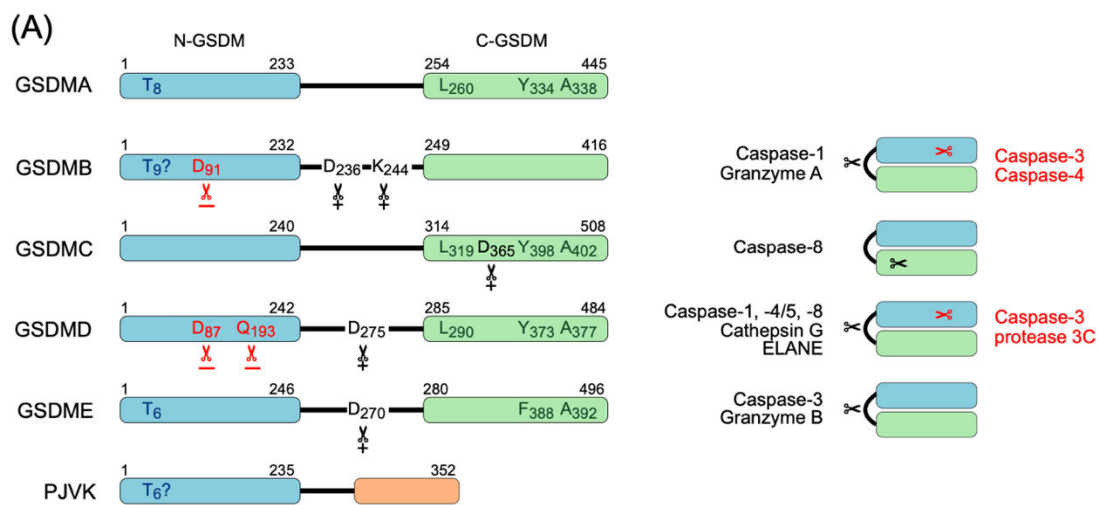 (A)
N-GSDM C-GSDM
1 233 254 445
GSDMA T8 L260 Y334 A338
1 232 249 416
GSDMB T9? D91 D236 K244
Caspase-1
Granzyme A
Caspase-3
Caspase-4
1 240 314 508
GSDMC L319 D365 Y398 A402
Caspase-8
1 242 285 484
GSDMD D87 Q193 D275 L290 Y373 A377
Caspase-1, -4/5, -8
Cathepsin G
ELANE
Caspase-3
protease 3C
1 246 280 496
GSDME T6 D270 F388 A392
Caspase-3
Granzyme B
1 235 352
PJVK T6?